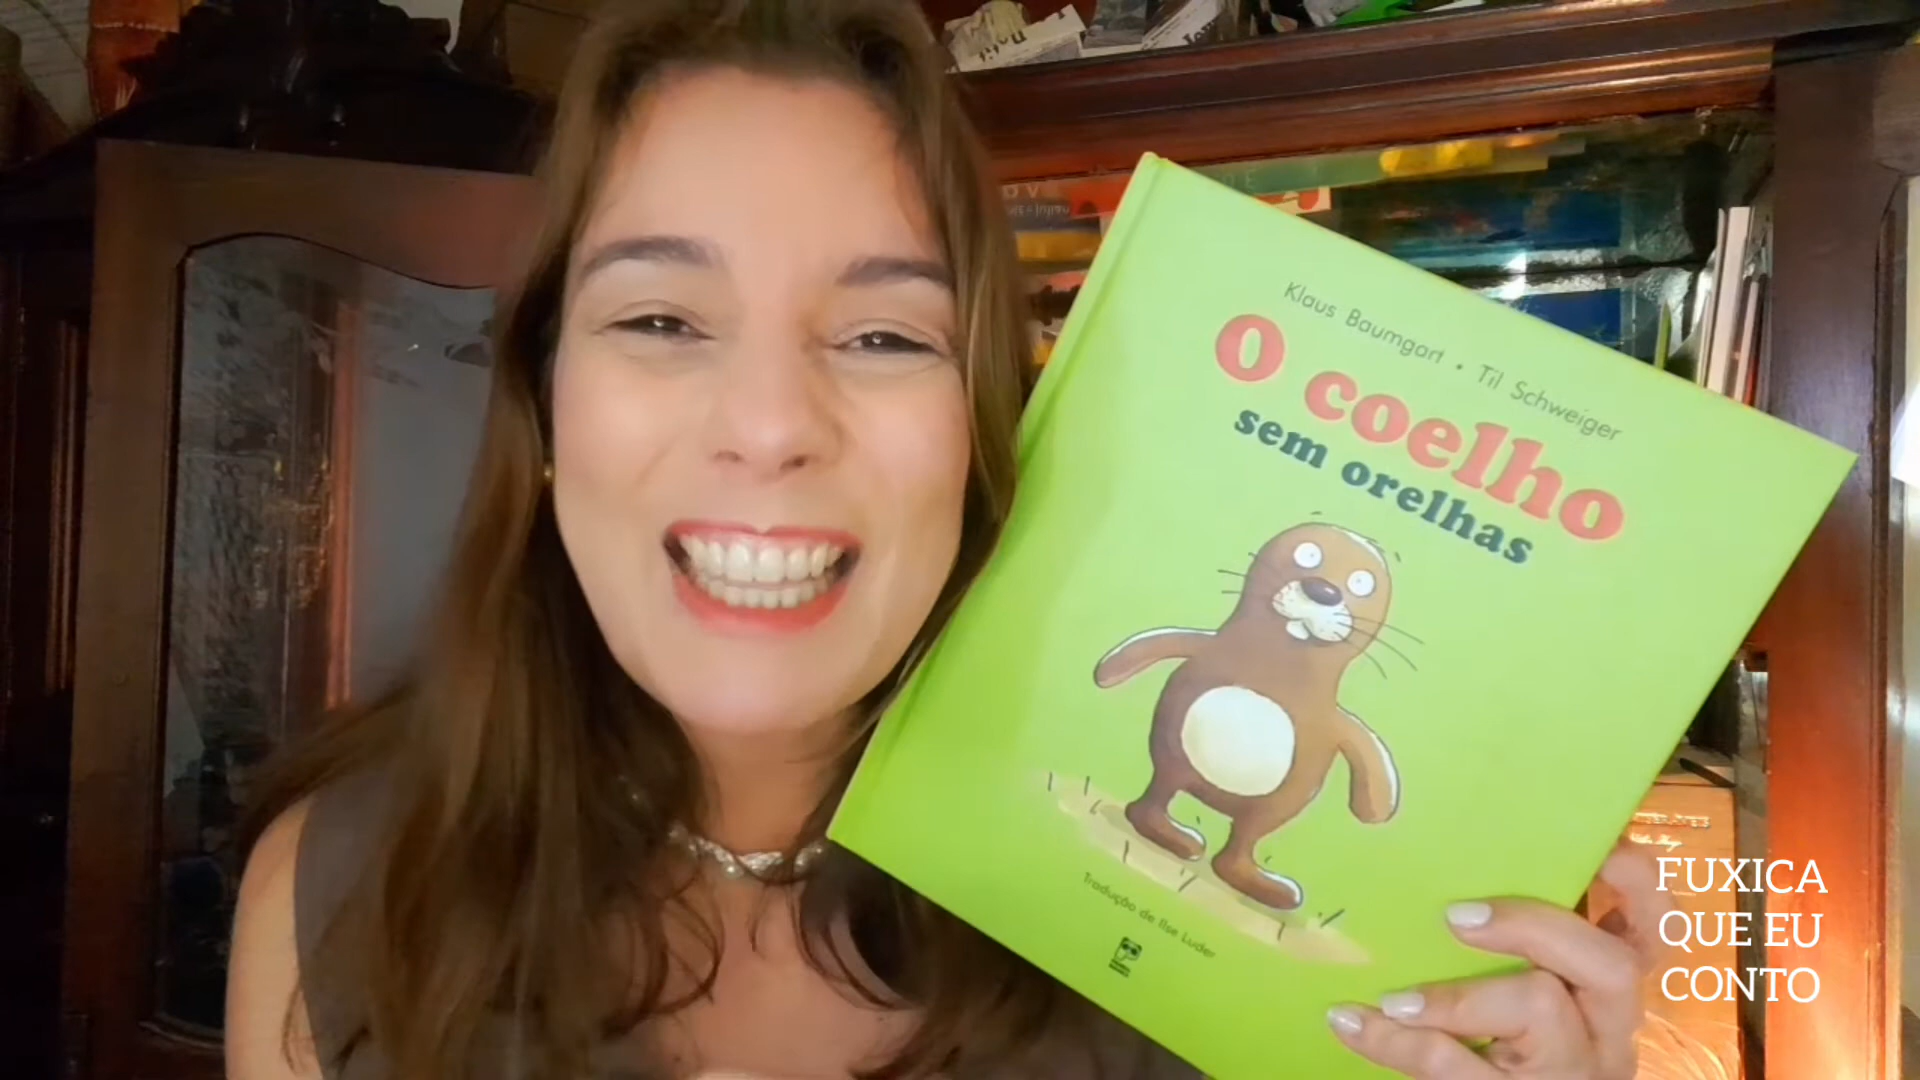 Klaus Baumgart • Til Schweiger
O coelho
sem orelhas
Tradução de Ilse Luder
FUXICA
QUE EU
CONTO